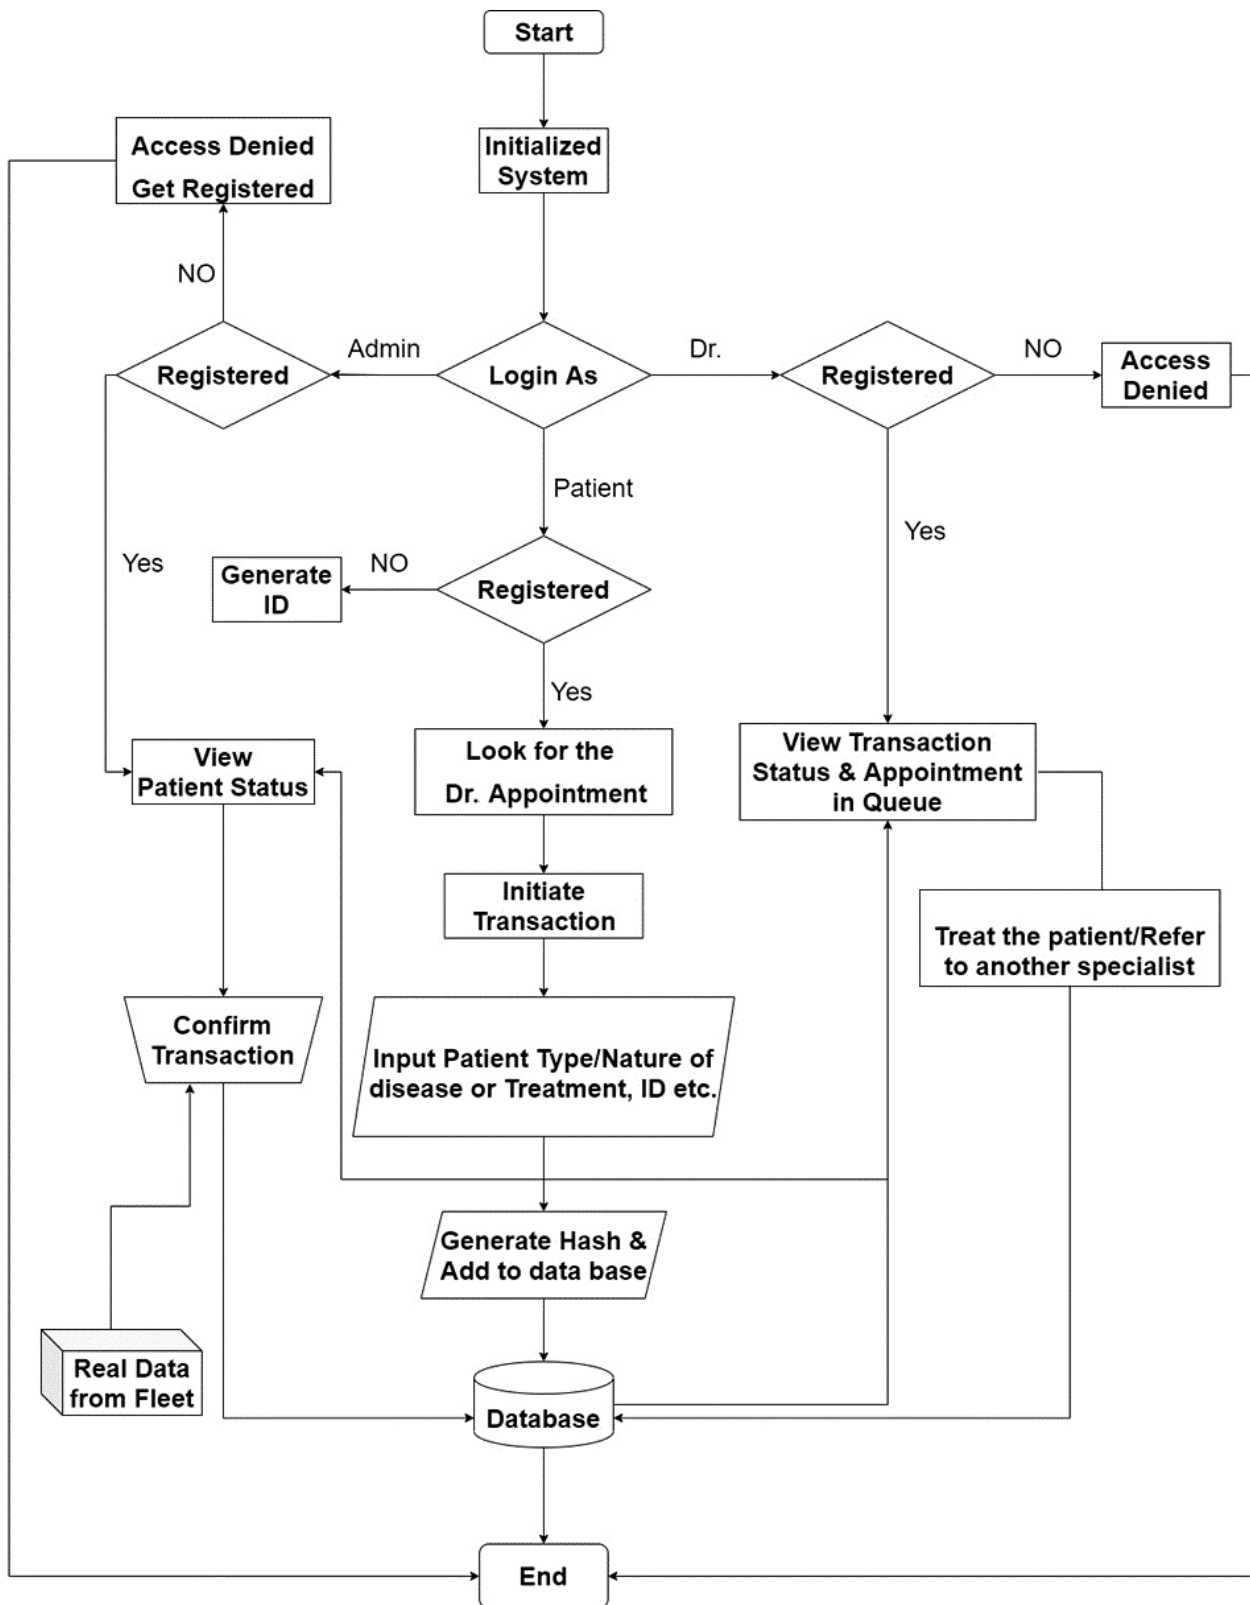 Start
Initialized
System
Access Denied
Get Registered
NO
Admin
Dr.
NO
Registered
Login As
Registered
Access
Denied
Patient
Yes
Yes
NO
Generate
ID
Registered
Yes
View
Patient Status
Look for the
Dr. Appointment
View Transaction
Status & Appointment
in Queue
Initiate
Transaction
Treat the patient/Refer
to another specialist
Confirm
Transaction
Input Patient Type/Nature of
disease or Treatment, ID etc.
Generate Hash &
Add to data base
Real Data
from Fleet
Database
End